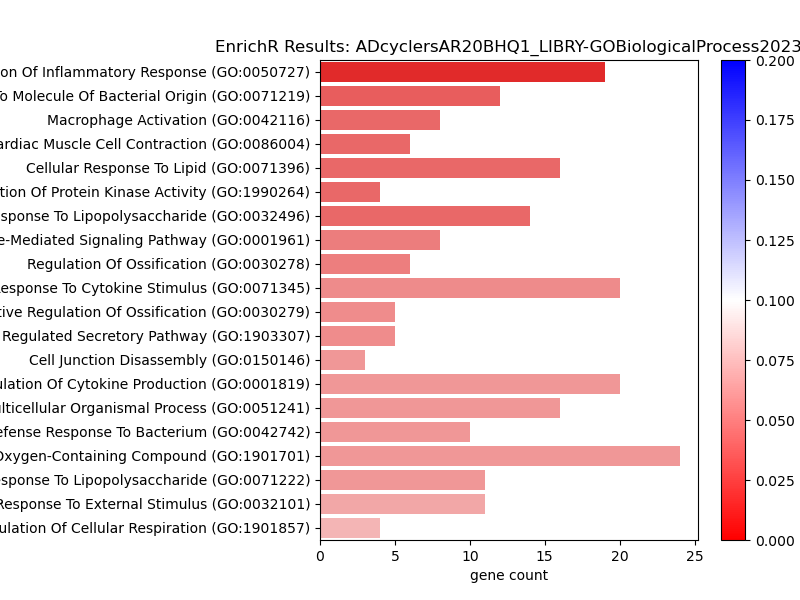 EnrichR Results: ADcyclersAR20BHQ1_LIBRY-GOBiologicalProcess2023
on Of Inflammatory Response (GO:0050727)
To Molecule Of Bacterial Origin (GO:0071219)
Macrophage Activation (GO:0042116)
ardiac Muscle Cell Contraction (GO:0086004)
Cellular Response To Lipid (GO:0071396)
tion Of Protein Kinase Activity (GO:1990264)
sponse To Lipopolysaccharide (GO:0032496)
e-Mediated Signaling Pathway (GO:0001961)
Regulation Of Ossification (GO:0030278)
Response To Cytokine Stimulus (GO:0071345)
tive Regulation Of Ossification (GO:0030279)
Regulated Secretory Pathway (GO:1903307)
Cell Junction Disassembly (GO:0150146)
ulation Of Cytokine Production (GO:0001819)
ulticellular Organismal Process (GO:0051241)
efense Response To Bacterium (GO:0042742)
Oxygen-Containing Compound (GO:1901701)
sponse To Lipopolysaccharide (GO:0071222)
Response To External Stimulus (GO:0032101)
ulation Of Cellular Respiration (GO:1901857)
0 5 10 15 20 25
gene count
0.200
0.175
0.150
0.125
0.100
0.075
0.050
0.025
0.000